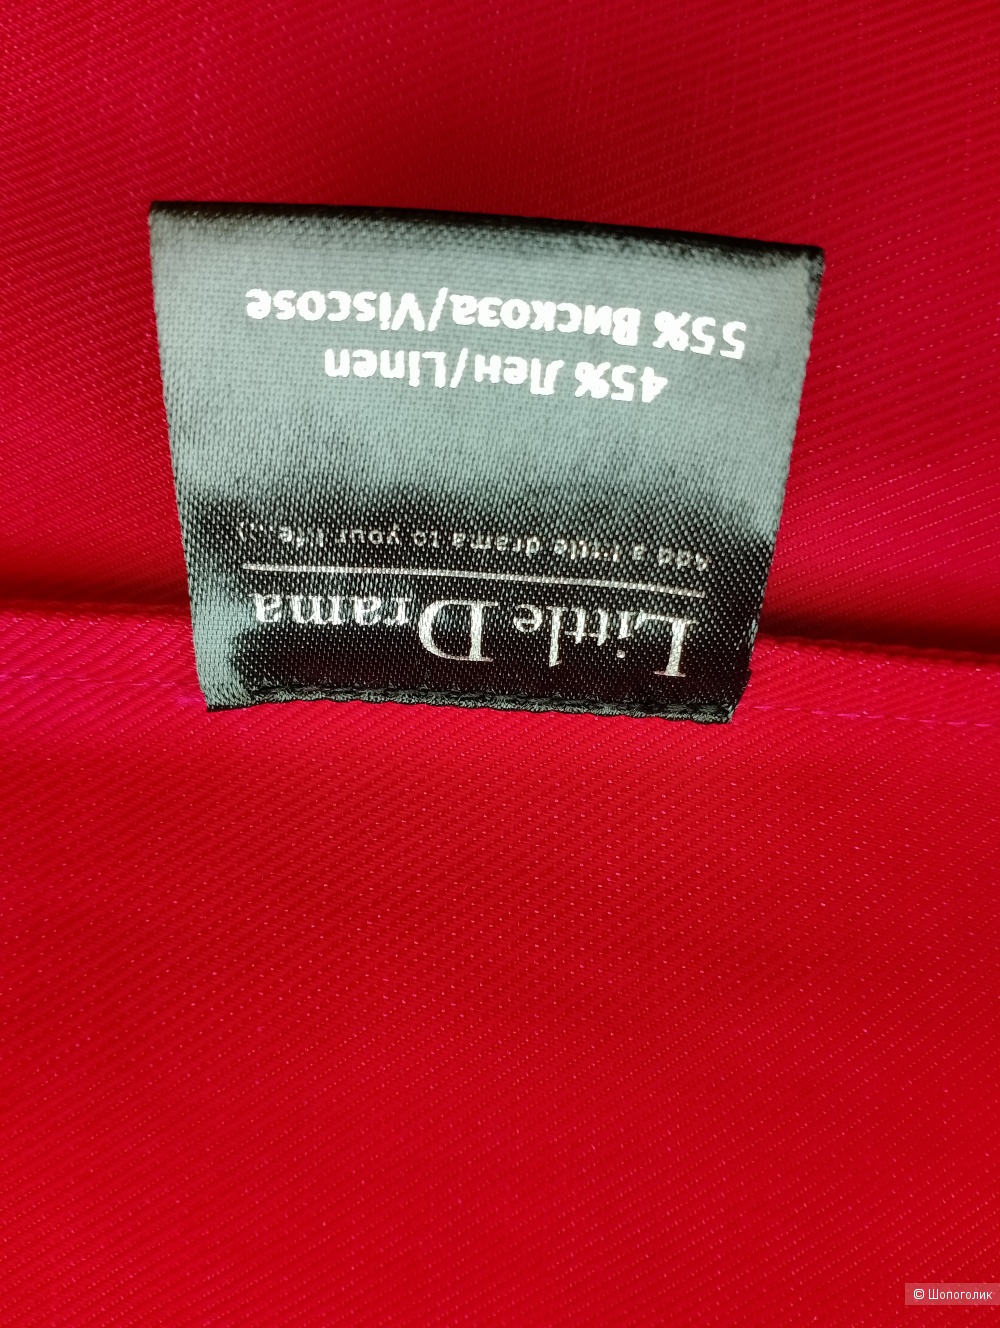 Little Drama
Add a little drama to your life...)
45% Лен/Linen
55% Вискоза/Viscose
© Шопоголик